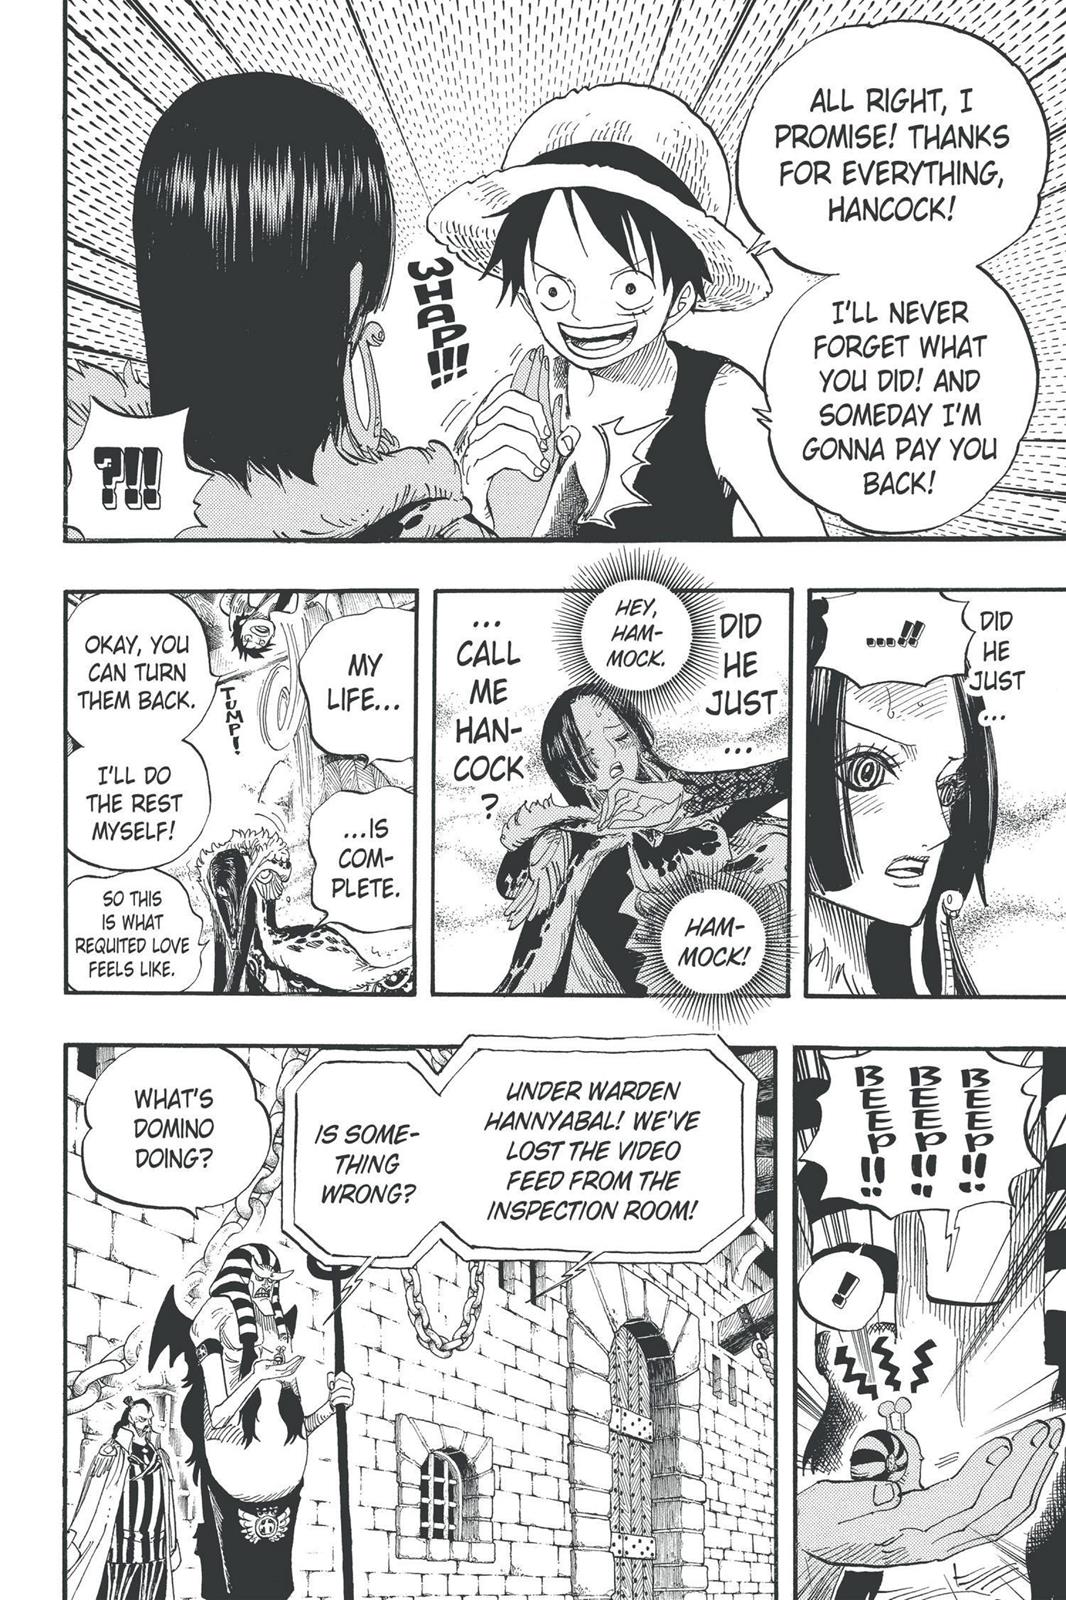 ALL RIGHT, I
PROMISE! THANKS
FOR EVERYTHING,
HANCOCK!
I'LL NEVER
FORGET WHAT
YOU DID! AND
SOMEDAY I'M
GONNA PAY YOU
BACK!
WHAP!!!
?!!
DID
HE
JUST
...
......!!
DID
HE
JUST
...
HEY,
HAM-
MOCK.
...
CALL
ME
HAN-
COCK
?
HAM-
MOCK!
MY
LIFE...
...IS
COM-
PLETE.
TUMP!
OKAY, YOU
CAN TURN
THEM BACK.
I'LL DO
THE REST
MYSELF!
SO THIS
IS WHAT
REQUITED LOVE
FEELS LIKE.
BEEP!!
BEEP!!
BEEP!!
!
UNDER WARDEN
HANNYABAL! WE'VE
LOST THE VIDEO
FEED FROM THE
INSPECTION ROOM!
IS SOME-
THING
WRONG?
WHAT'S
DOMINO
DOING?